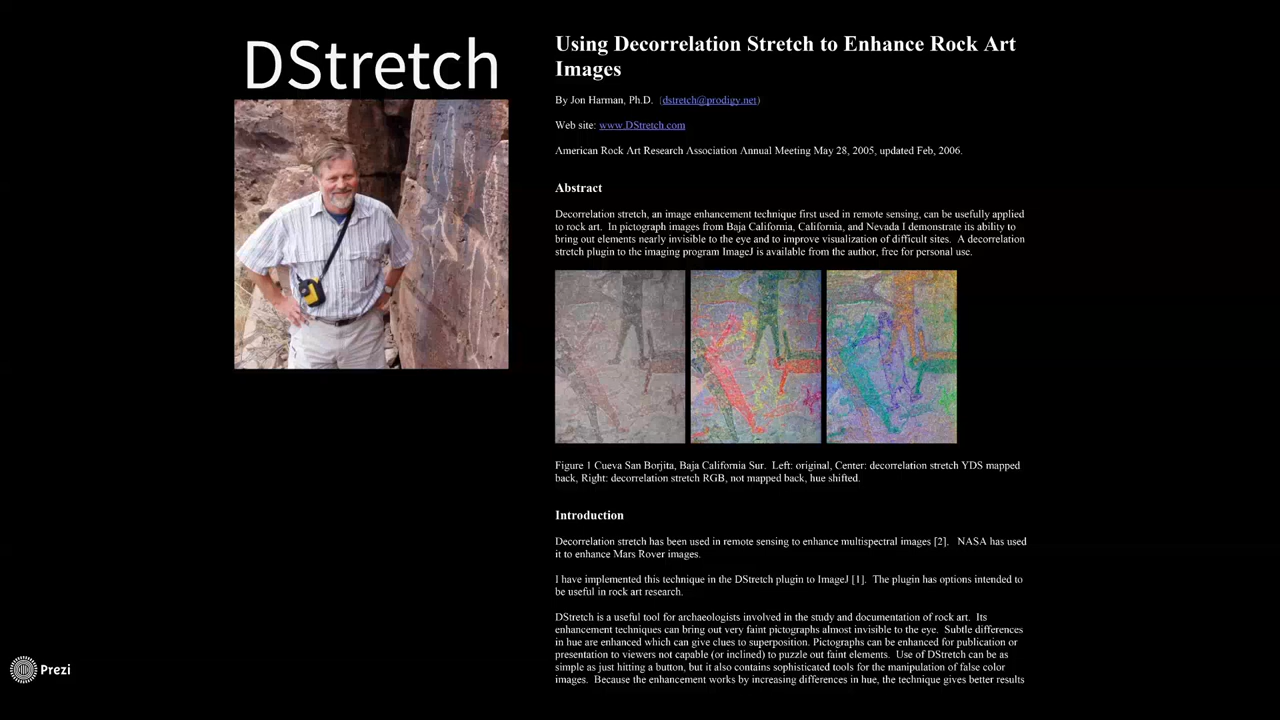 DStretch
Using Decorrelation Stretch to Enhance Rock Art
Images
By Jon Harman, Ph.D. (dstretch@prodigy.net)
Web site: www.DStretch.com
American Rock Art Research Association Annual Meeting May 28, 2005, updated Feb, 2006.
Abstract
Decorrelation stretch, an image enhancement technique first used in remote sensing, can be usefully applied
to rock art. In pictograph images from Baja California, California, and Nevada I demonstrate its ability to
bring out elements nearly invisible to the eye and to improve visualization of difficult sites. A decorrelation
stretch plugin to the imaging program ImageJ is available from the author, free for personal use.
Figure 1 Cueva San Borjita, Baja California Sur. Left: original, Center: decorrelation stretch YDS mapped
back, Right: decorrelation stretch RGB, not mapped back, hue shifted.
Introduction
Decorrelation stretch has been used in remote sensing to enhance multispectral images [2]. NASA has used
it to enhance Mars Rover images.
I have implemented this technique in the DStretch plugin to ImageJ [1]. The plugin has options intended to
be useful in rock art research.
DStretch is a useful tool for archaeologists involved in the study and documentation of rock art. Its
enhancement techniques can bring out very faint pictographs almost invisible to the eye. Subtle differences
in hue are enhanced which can give clues to superposition. Pictographs can be enhanced for publication or
presentation to viewers not capable (or inclined) to puzzle out faint elements. Use of DStretch can be as
simple as just hitting a button, but it also contains sophisticated tools for the manipulation of false color
images. Because the enhancement works by increasing differences in hue, the technique gives better results
Prezi